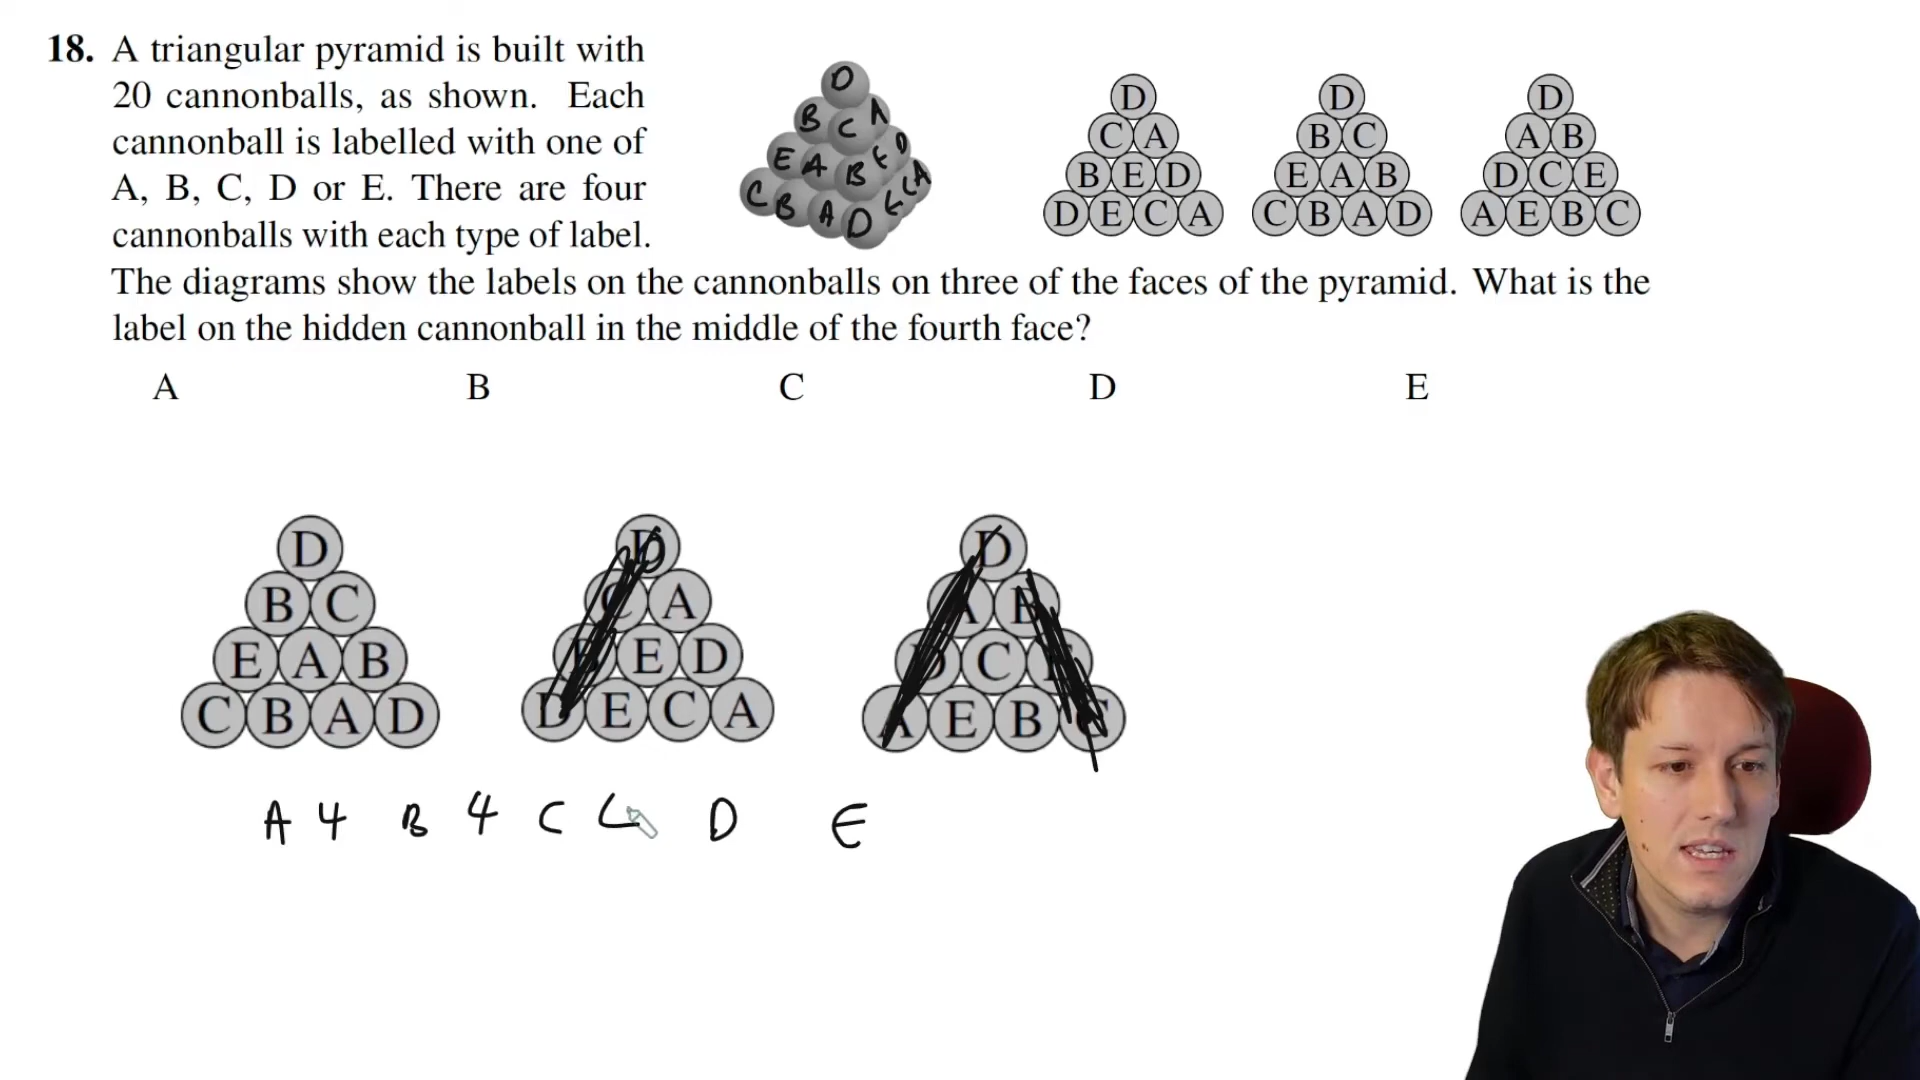 18. A triangular pyramid is built with
20 cannonballs, as shown. Each
cannonball is labelled with one of
A, B, C, D or E. There are four
cannonballs with each type of label.
D
B C A
E A B E D
C B A D E C A
D
C A
B E D
D E C A
D
B C
E A B
C B A D
D
A B
D C E
A E B C
The diagrams show the labels on the cannonballs on three of the faces of the pyramid. What is the
label on the hidden cannonball in the middle of the fourth face?
A B C D E
D
B C
E A B
C B A D
D
C A
B E D
D E C A
D
A B
D C
A E B C
A 4 B 4 C D E